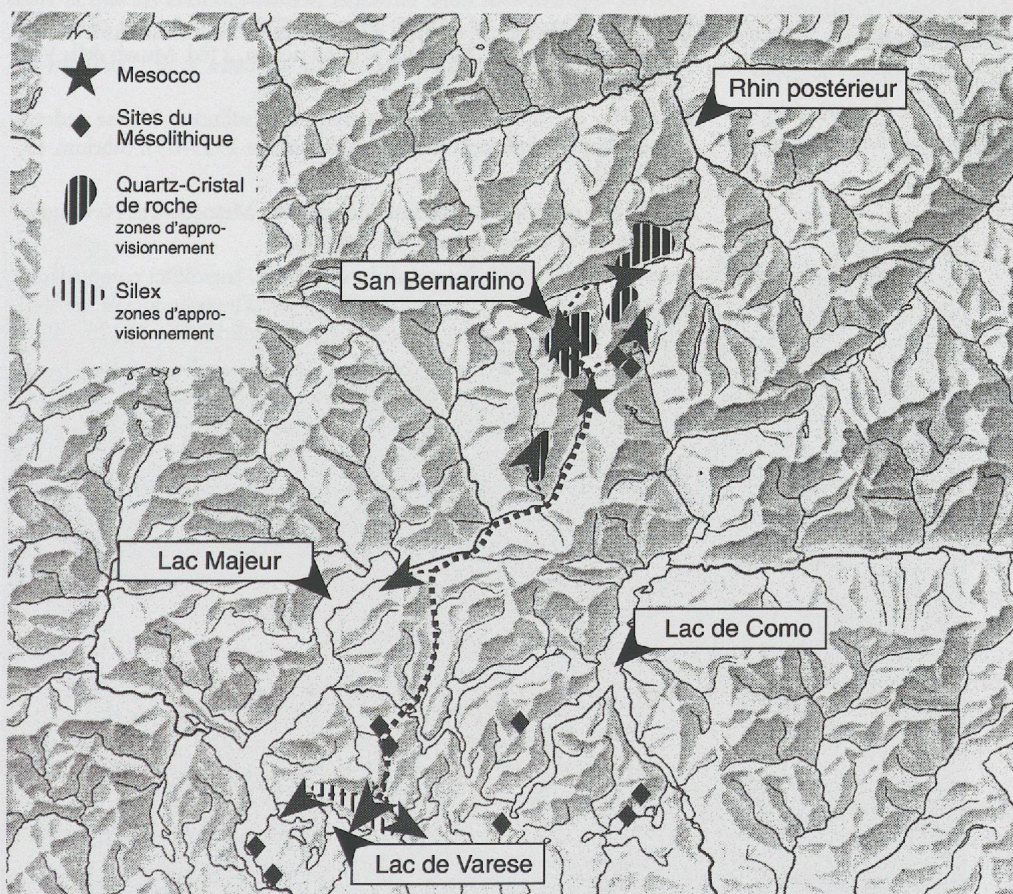 Mesocco
Sites du
Mésolithique
Quartz-Cristal
de roche
zones d'appro-
visionnement
Silex
zones d'appro-
visionnement
Rhin postérieur
San Bernardino
Lac Majeur
Lac de Como
Lac de Varese